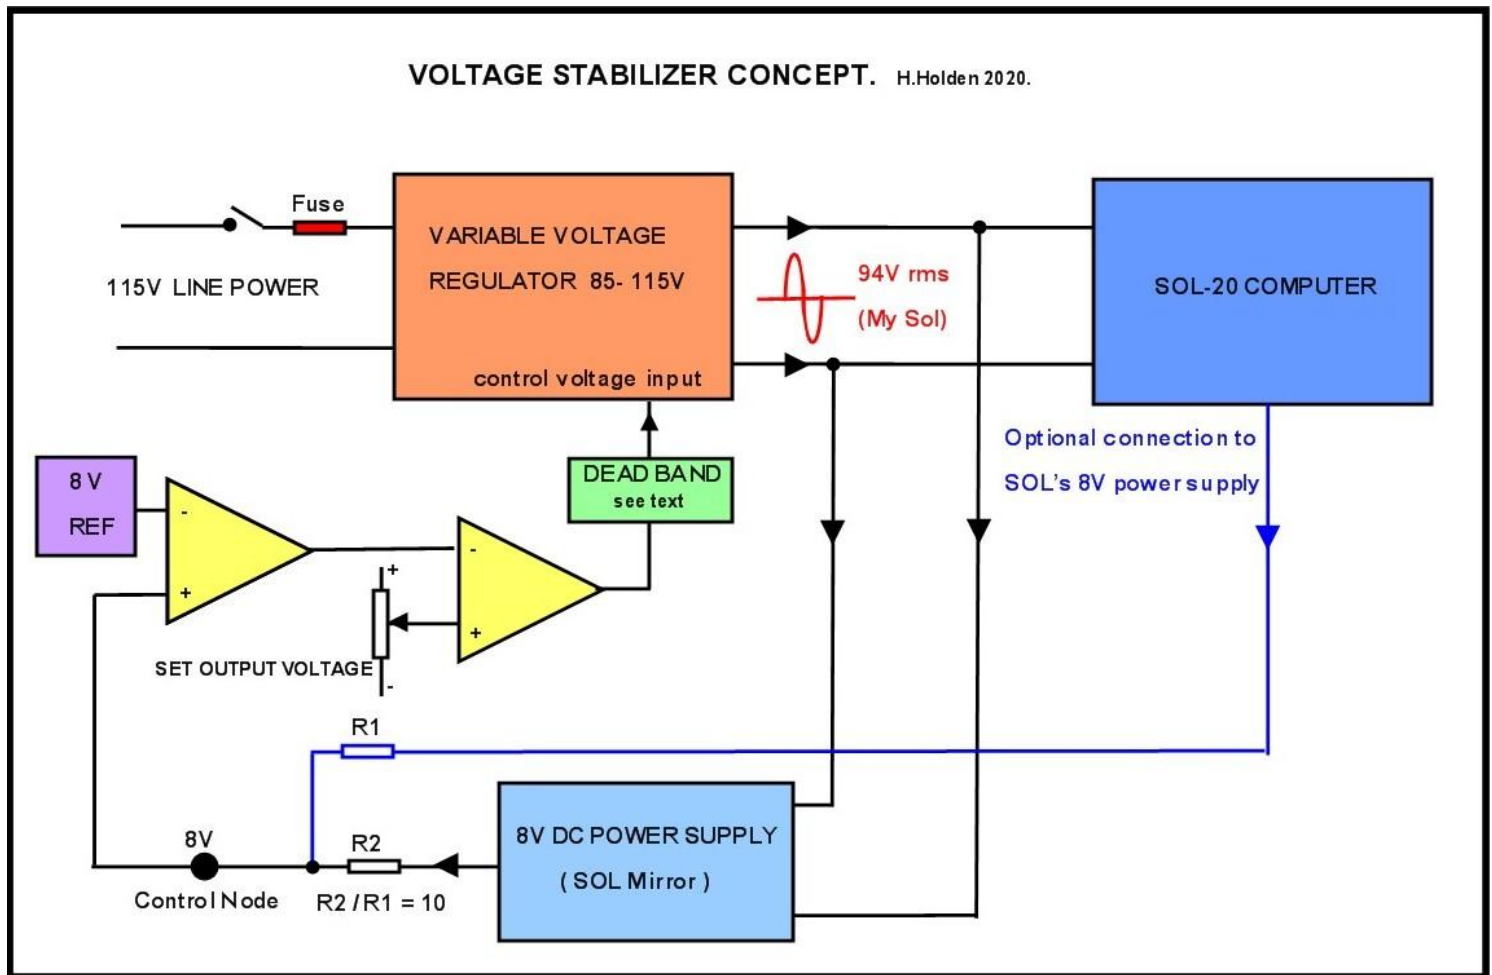 VOLTAGE STABILIZER CONCEPT. H.Holden 2020.
Fuse
115V LINE POWER
VARIABLE VOLTAGE
REGULATOR 85- 115V
control voltage input
94V rms
(My Sol)
SOL-20 COMPUTER
Optional connection to
SOL's 8V power supply
8 V
REF
-
+
DEAD BAND
see text
-
+
+
SET OUTPUT VOLTAGE
-
R1
8V
Control Node
R2
R2 / R1 = 10
8V DC POWER SUPPLY
( SOL Mirror )